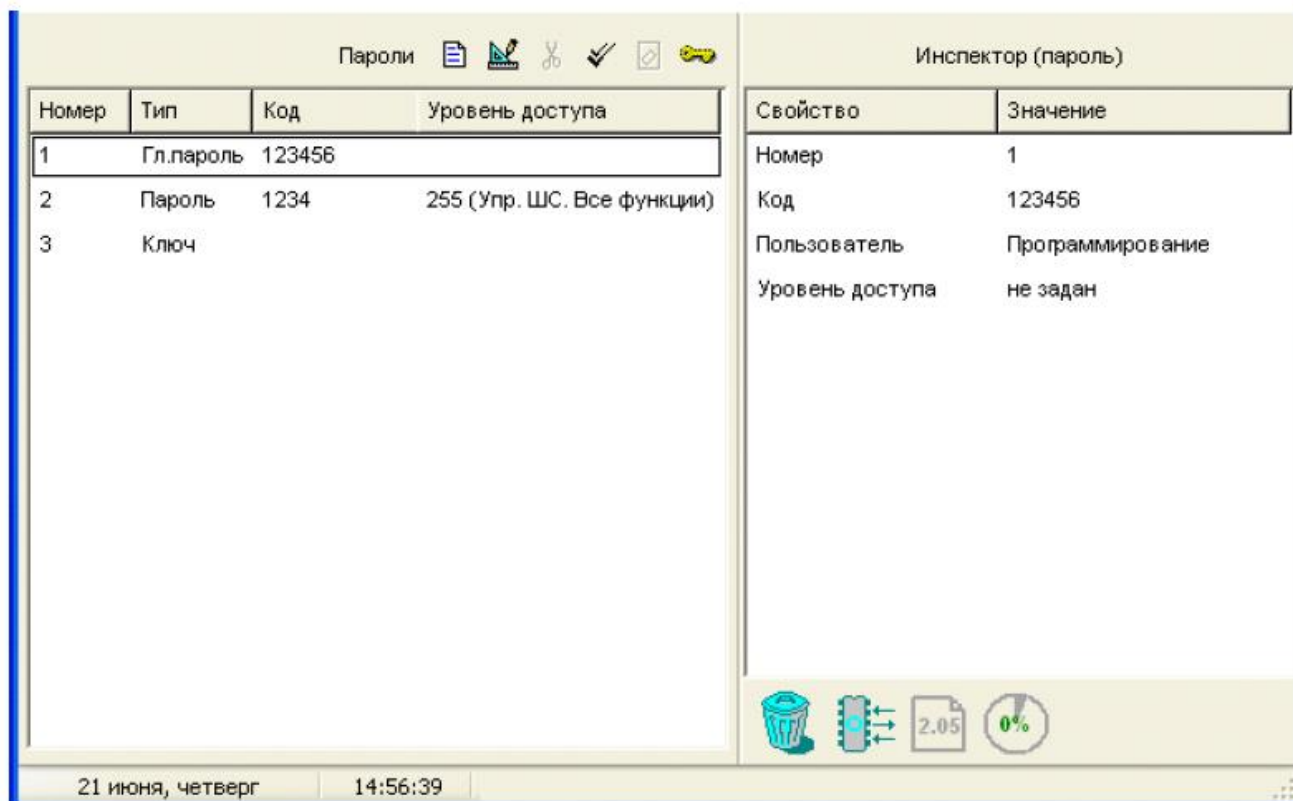 Пароли
Номер Тип Код Уровень доступа
1 Гл.пароль 123456
2 Пароль 1234 255 (Упр. ШС. Все функции)
3 Ключ
Инспектор (пароль)
Свойство Значение
Номер 1
Код 123456
Пользователь Программирование
Уровень доступа не задан
2.05 0%
21 июня, четверг 14:56:39